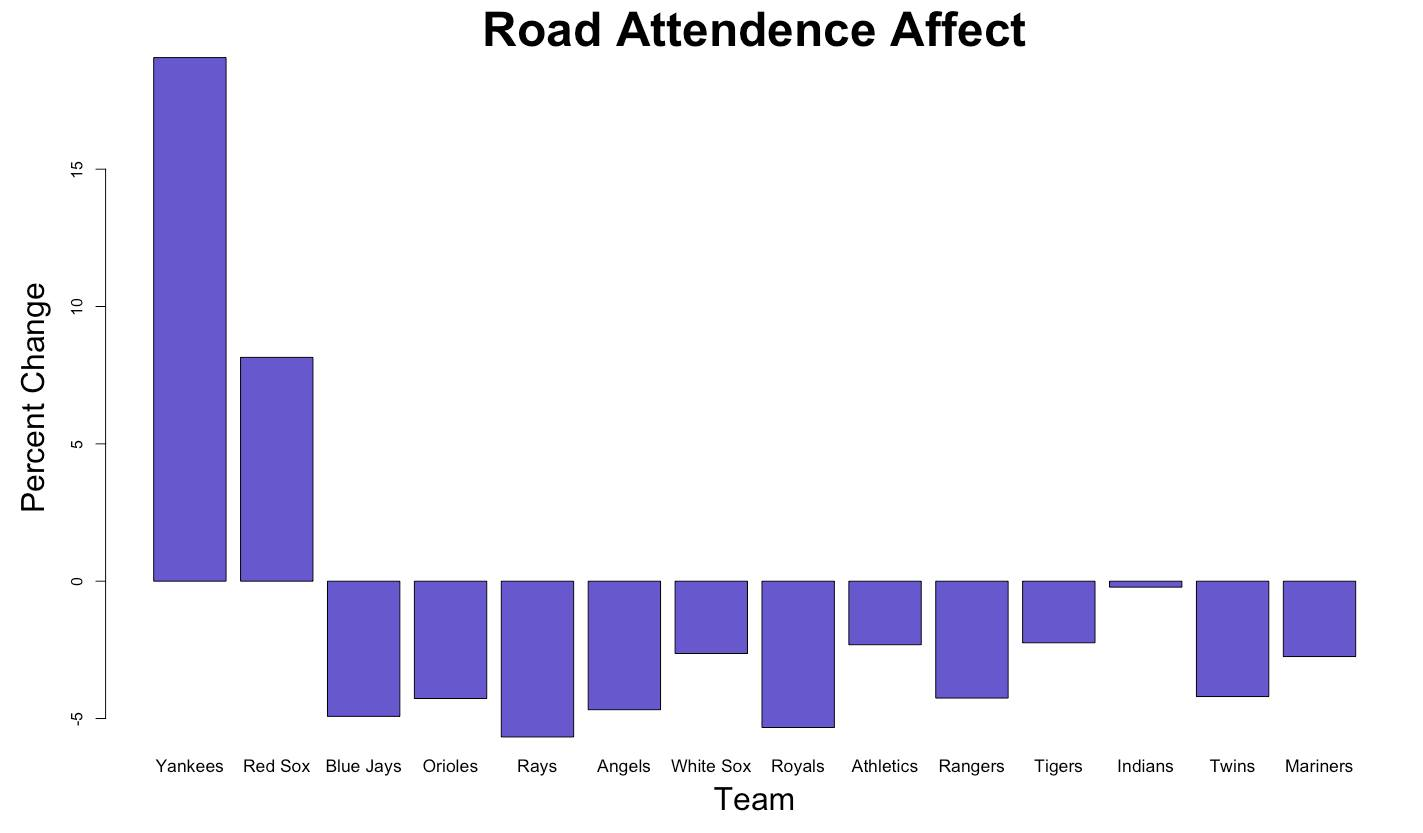 Road Attendence Affect
Percent Change
15
10
5
0
-5
Yankees Red Sox Blue Jays Orioles Rays Angels White Sox Royals Athletics Rangers Tigers Indians Twins Mariners
Team